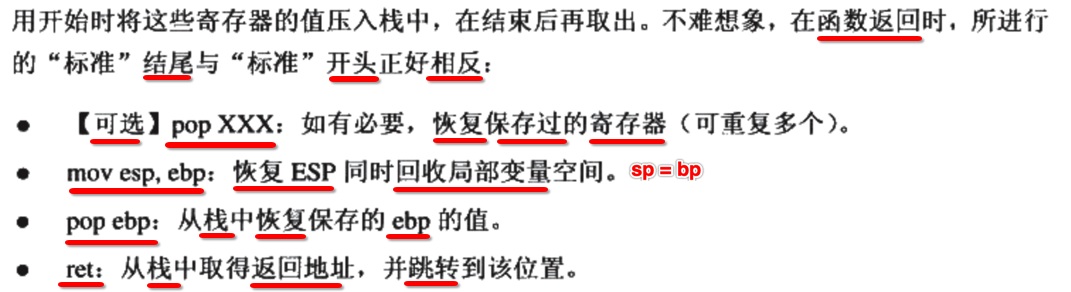 用开始时将这些寄存器的值压入栈中，在结束后再取出。不难想象，在函数返回时，所进行
的“标准”结尾与“标准”开头正好相反：
● 【可选】pop XXX：如有必要，恢复保存过的寄存器（可重复多个）。
● mov esp, ebp：恢复 ESP 同时回收局部变量空间。 sp = bp
● pop ebp：从栈中恢复保存的 ebp 的值。
● ret：从栈中取得返回地址，并跳转到该位置。